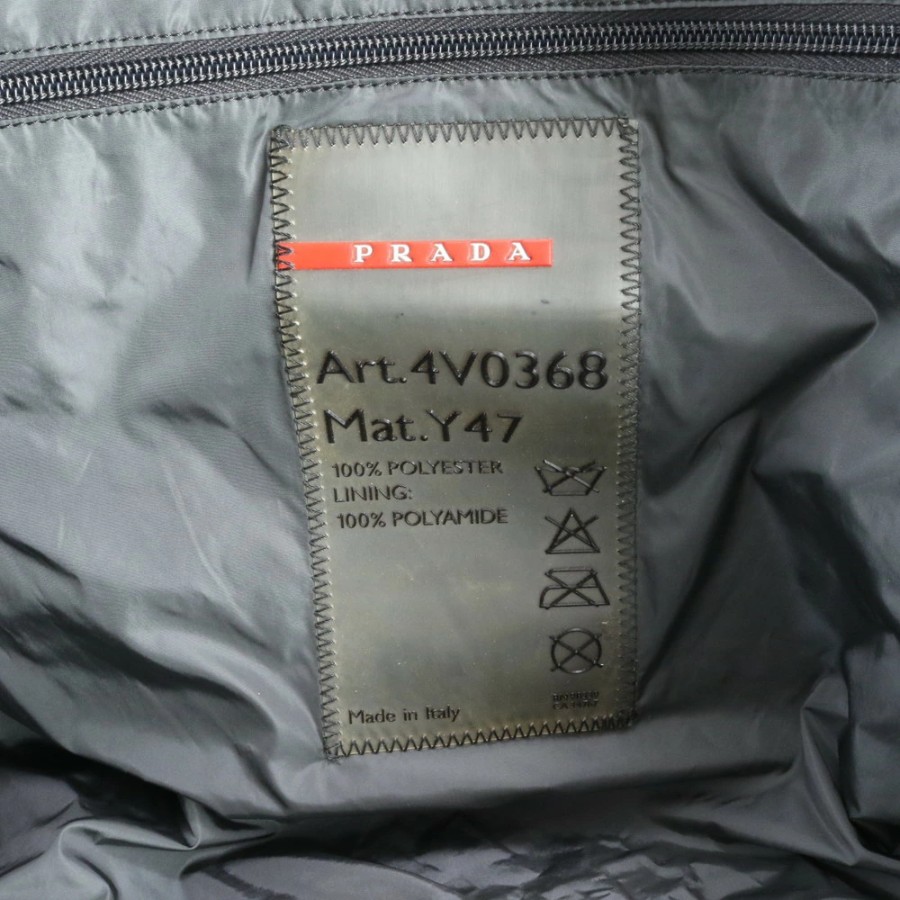 PRADA
Art.4V0368
Mat.Y47
100% POLYESTER
LINING:
100% POLYAMIDE
Made in Italy